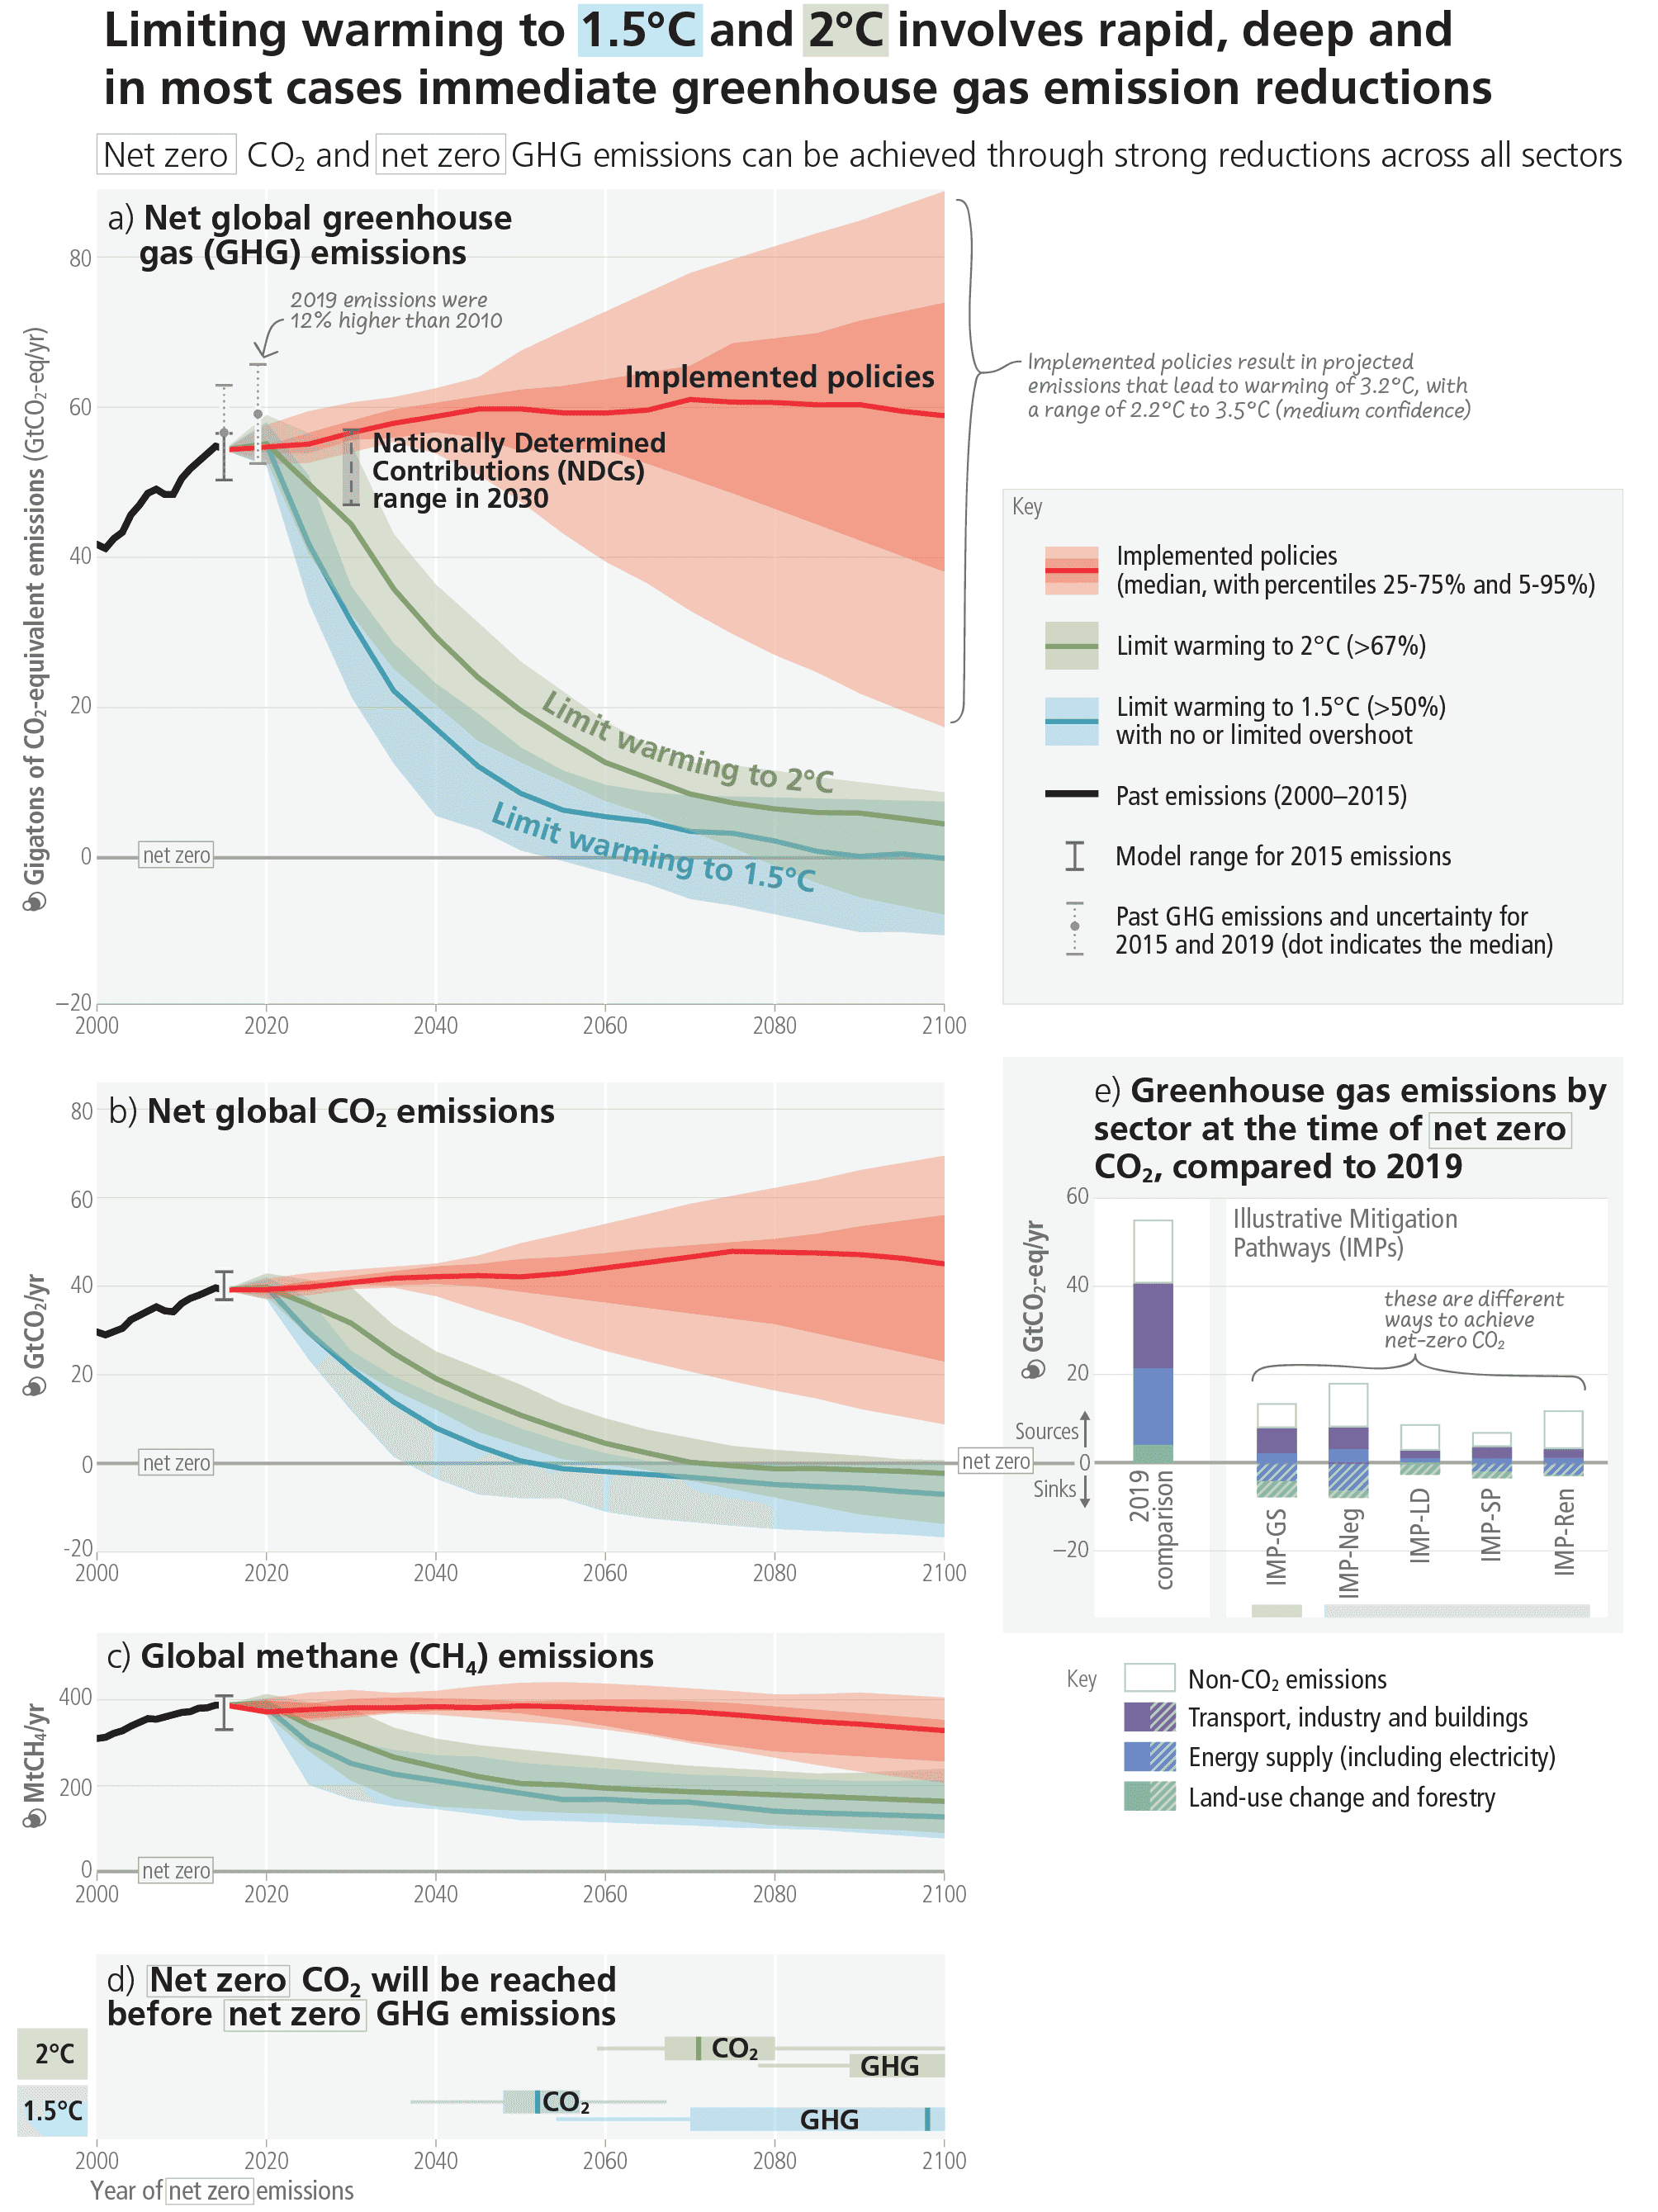 Limiting warming to 1.5°C and 2°C involves rapid, deep and
in most cases immediate greenhouse gas emission reductions
Net zero CO₂ and net zero GHG emissions can be achieved through strong reductions across all sectors
a) Net global greenhouse
gas (GHG) emissions
Gigatons of CO₂-equivalent emissions (GtCO₂-eq/yr)
80
60
40
20
0
−20
2019 emissions were
12% higher than 2010
Implemented policies
Nationally Determined
Contributions (NDCs)
range in 2030
Limit warming to 2°C
Limit warming to 1.5°C
net zero
2000
2020
2040
2060
2080
2100
Implemented policies result in projected
emissions that lead to warming of 3.2°C, with
a range of 2.2°C to 3.5°C (medium confidence)
Key
Implemented policies
(median, with percentiles 25-75% and 5-95%)
Limit warming to 2°C (>67%)
Limit warming to 1.5°C (>50%)
with no or limited overshoot
Past emissions (2000–2015)
Model range for 2015 emissions
Past GHG emissions and uncertainty for
2015 and 2019 (dot indicates the median)
b) Net global CO₂ emissions
GtCO₂/yr
80
60
40
20
0
-20
net zero
2000
2020
2040
2060
2080
2100
c) Global methane (CH₄) emissions
MtCH₄/yr
400
200
0
net zero
2000
2020
2040
2060
2080
2100
d) Net zero CO₂ will be reached
before net zero GHG emissions
2°C
CO₂
GHG
1.5°C
CO₂
GHG
2000
2020
2040
2060
2080
2100
Year of net zero emissions
e) Greenhouse gas emissions by
sector at the time of net zero
CO₂, compared to 2019
GtCO₂-eq/yr
60
40
20
0
−20
Sources
net zero
Sinks
Illustrative Mitigation
Pathways (IMPs)
these are different
ways to achieve
net-zero CO₂
2019
comparison
IMP-GS
IMP-Neg
IMP-LD
IMP-SP
IMP-Ren
Key
Non-CO₂ emissions
Transport, industry and buildings
Energy supply (including electricity)
Land-use change and forestry